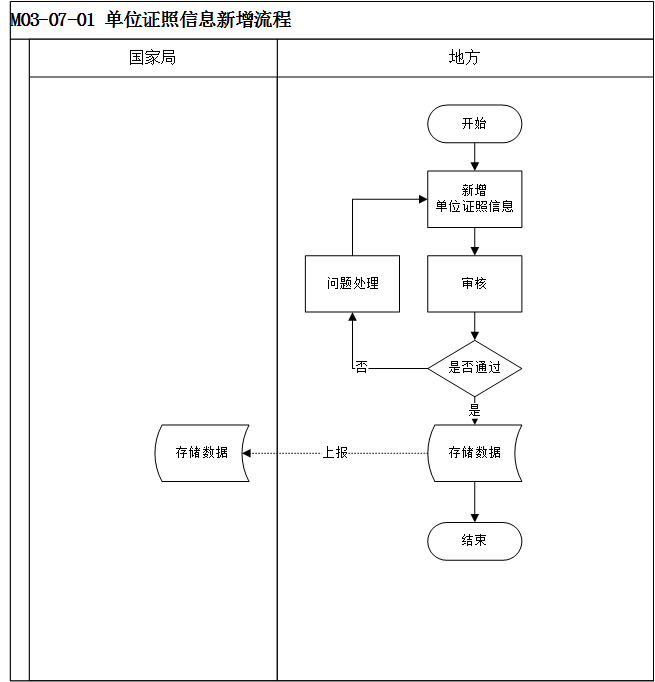 M03-07-01 单位证照信息新增流程
国家局
地方
开始
新增
单位证照信息
问题处理
审核
是否通过
否
是
存储数据
上报
存储数据
结束